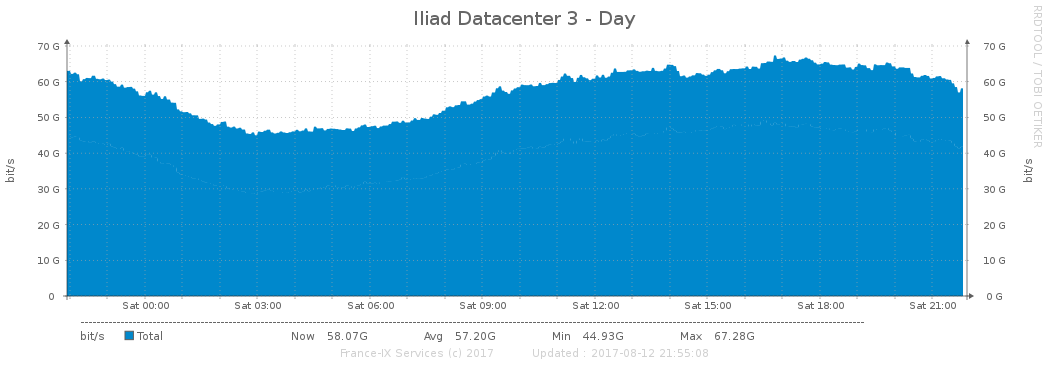 Iliad Datacenter 3 - Day
RRDTOOL / TOBI OETIKER
70 G 70 G
60 G 60 G
50 G 50 G
40 G 40 G
30 G 30 G
20 G 20 G
10 G 10 G
0 0 G
bit/s bit/s
Sat 00:00 Sat 03:00 Sat 06:00 Sat 09:00 Sat 12:00 Sat 15:00 Sat 18:00 Sat 21:00
bit/s Total Now 58.07G Avg 57.20G Min 44.93G Max 67.28G
France-IX Services (c) 2017 Updated : 2017-08-12 21:55:08